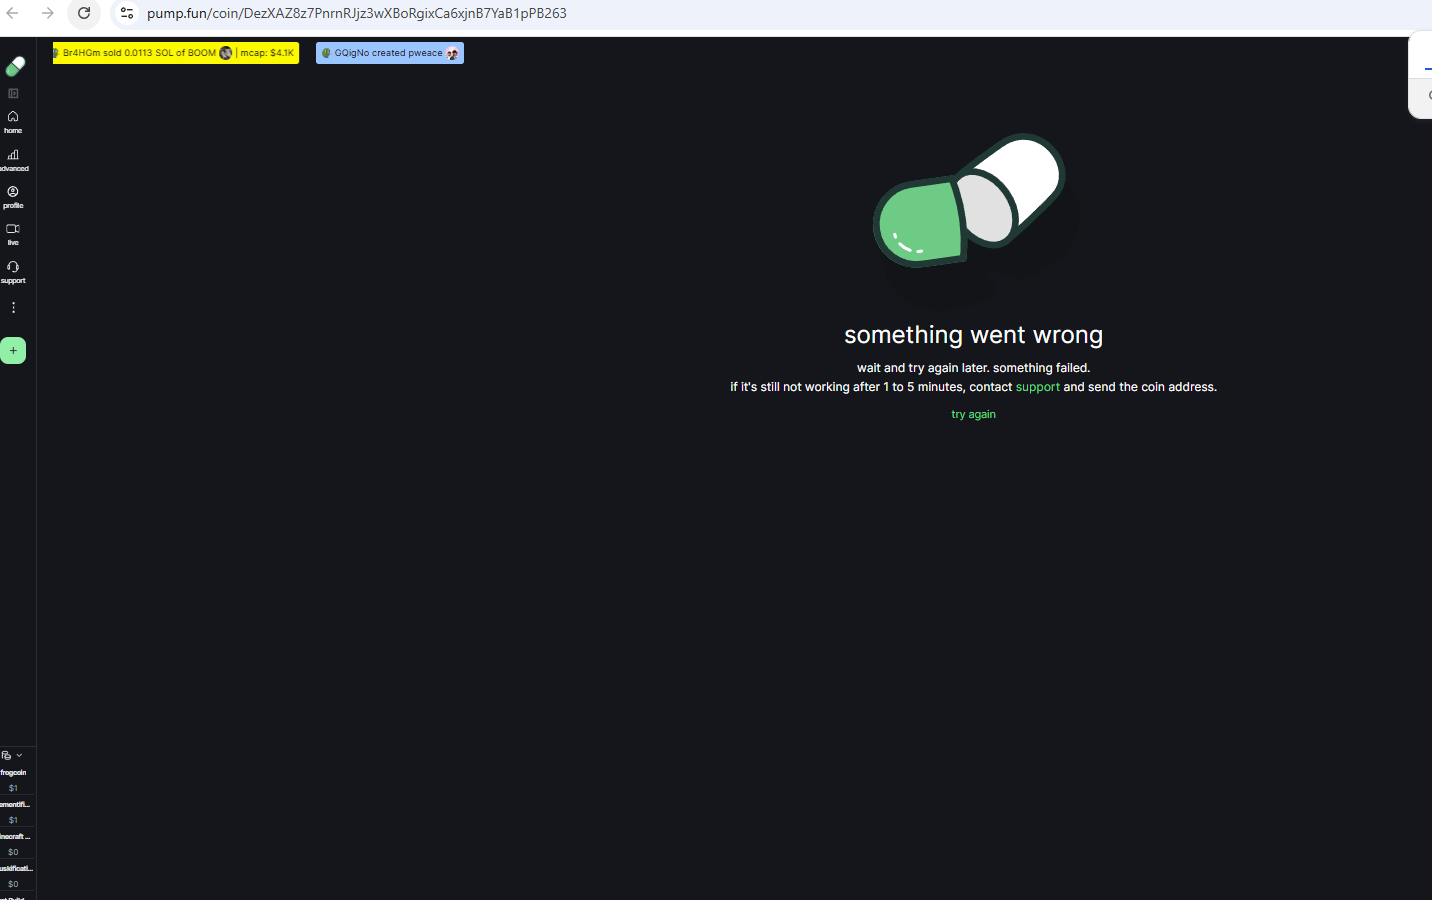 pump.fun/coin/DezXAZ8z7PnrnRJjz3wXBoRgixCa6xjnB7YaB1pPB263
Br4HGm sold 0.0113 SOL of BOOM | mcap: $4.1K
GQigNo created pweace
home
advanced
profile
live
support
+
something went wrong
wait and try again later. something failed.
if it's still not working after 1 to 5 minutes, contact support and send the coin address.
try again
frogcoin
$1
ementifi...
$1
inecraft ...
$0
uskificati...
$0